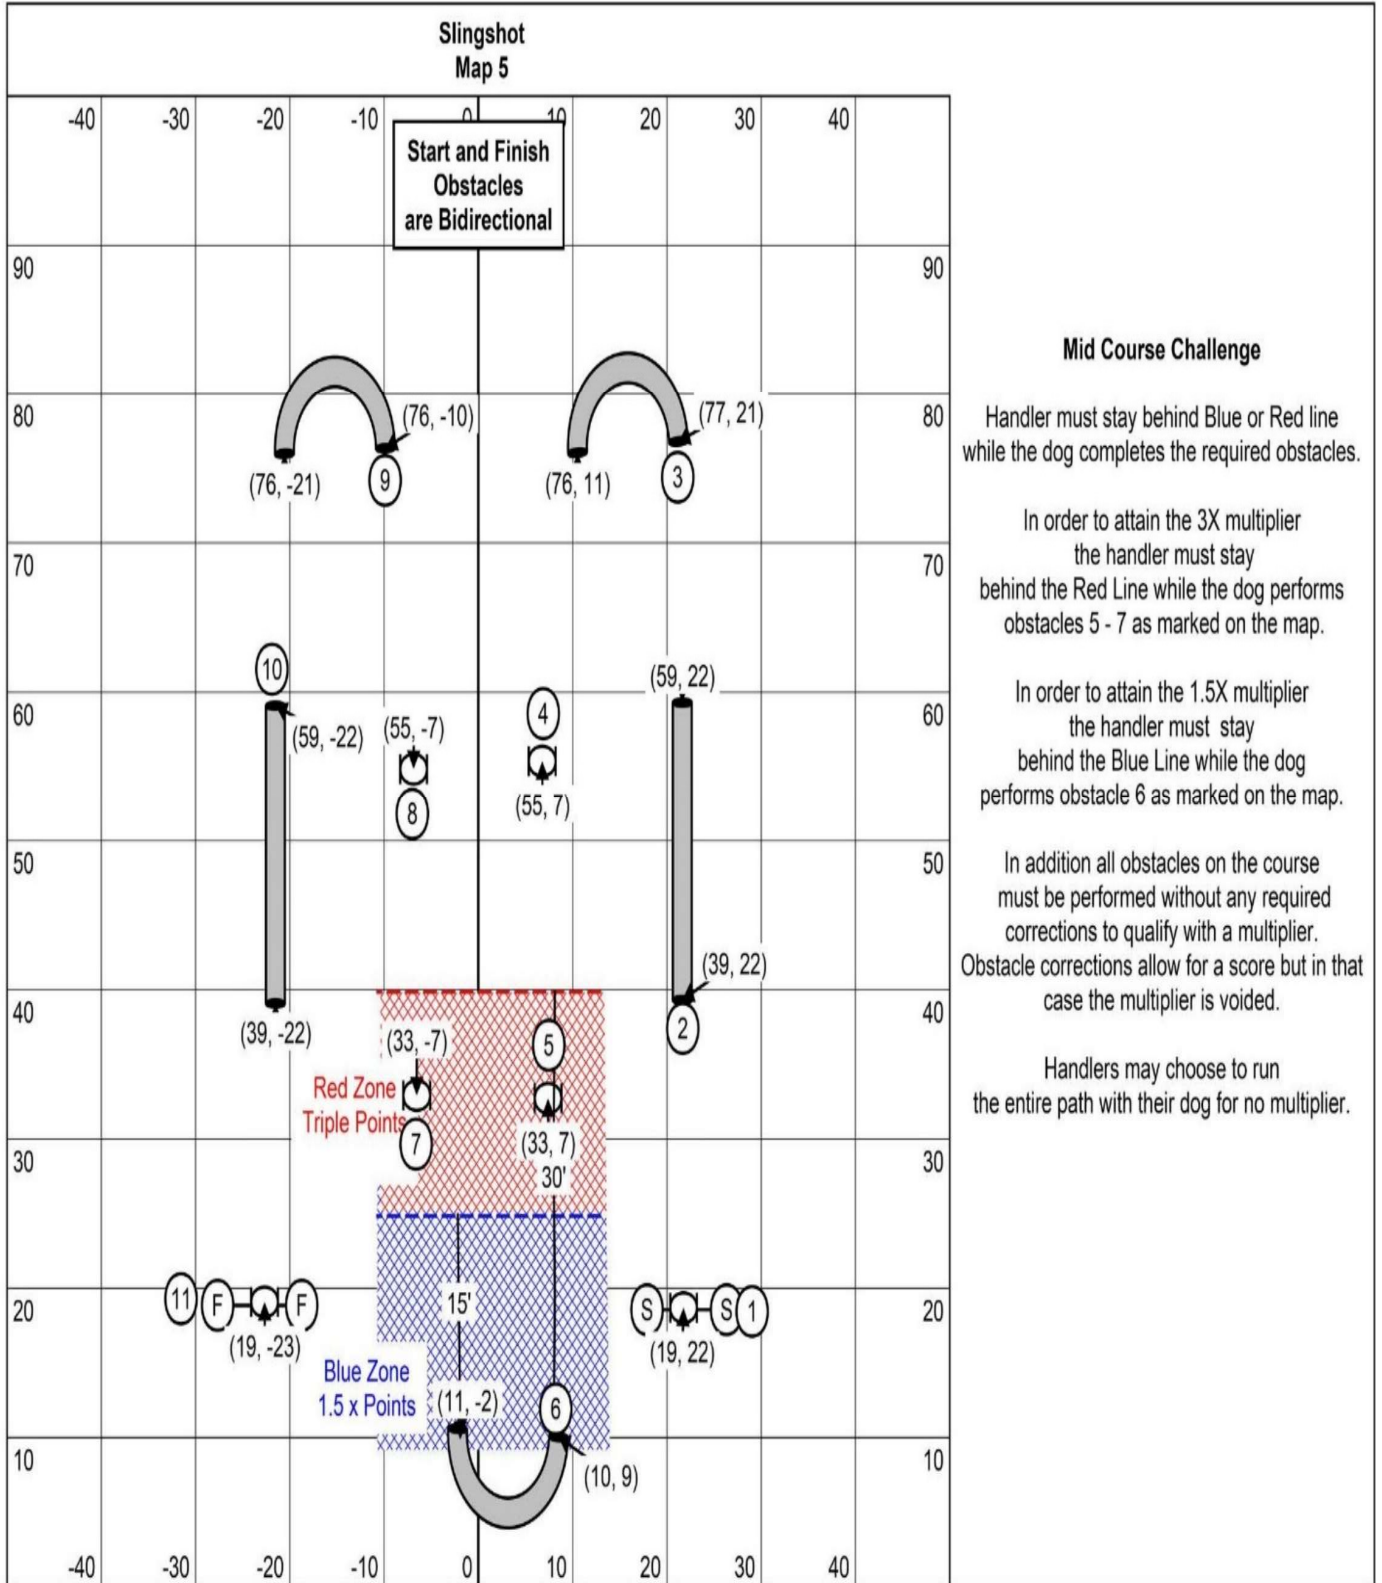 Slingshot
Map 5
-40 -30 -20 -10 0 10 20 30 40
Start and Finish
Obstacles
are Bidirectional
90 90
80 80
(76, -10)
(77, 21)
(76, -21)
9
(76, 11)
3
70 70
10
(59, 22)
60 60
(59, -22)
(55, -7)
4
8
(55, 7)
50 50
(39, 22)
40 40
(39, -22)
(33, -7)
5
2
Red Zone
Triple Points
7
(33, 7)
30'
30 30
11 F F
15'
S S 1
20 20
(19, -23)
(19, 22)
Blue Zone
1.5 x Points
(11, -2)
6
10 10
(10, 9)
-40 -30 -20 -10 0 10 20 30 40
Mid Course Challenge
Handler must stay behind Blue or Red line
while the dog completes the required obstacles.
In order to attain the 3X multiplier
the handler must stay
behind the Red Line while the dog performs
obstacles 5 - 7 as marked on the map.
In order to attain the 1.5X multiplier
the handler must stay
behind the Blue Line while the dog
performs obstacle 6 as marked on the map.
In addition all obstacles on the course
must be performed without any required
corrections to qualify with a multiplier.
Obstacle corrections allow for a score but in that
case the multiplier is voided.
Handlers may choose to run
the entire path with their dog for no multiplier.